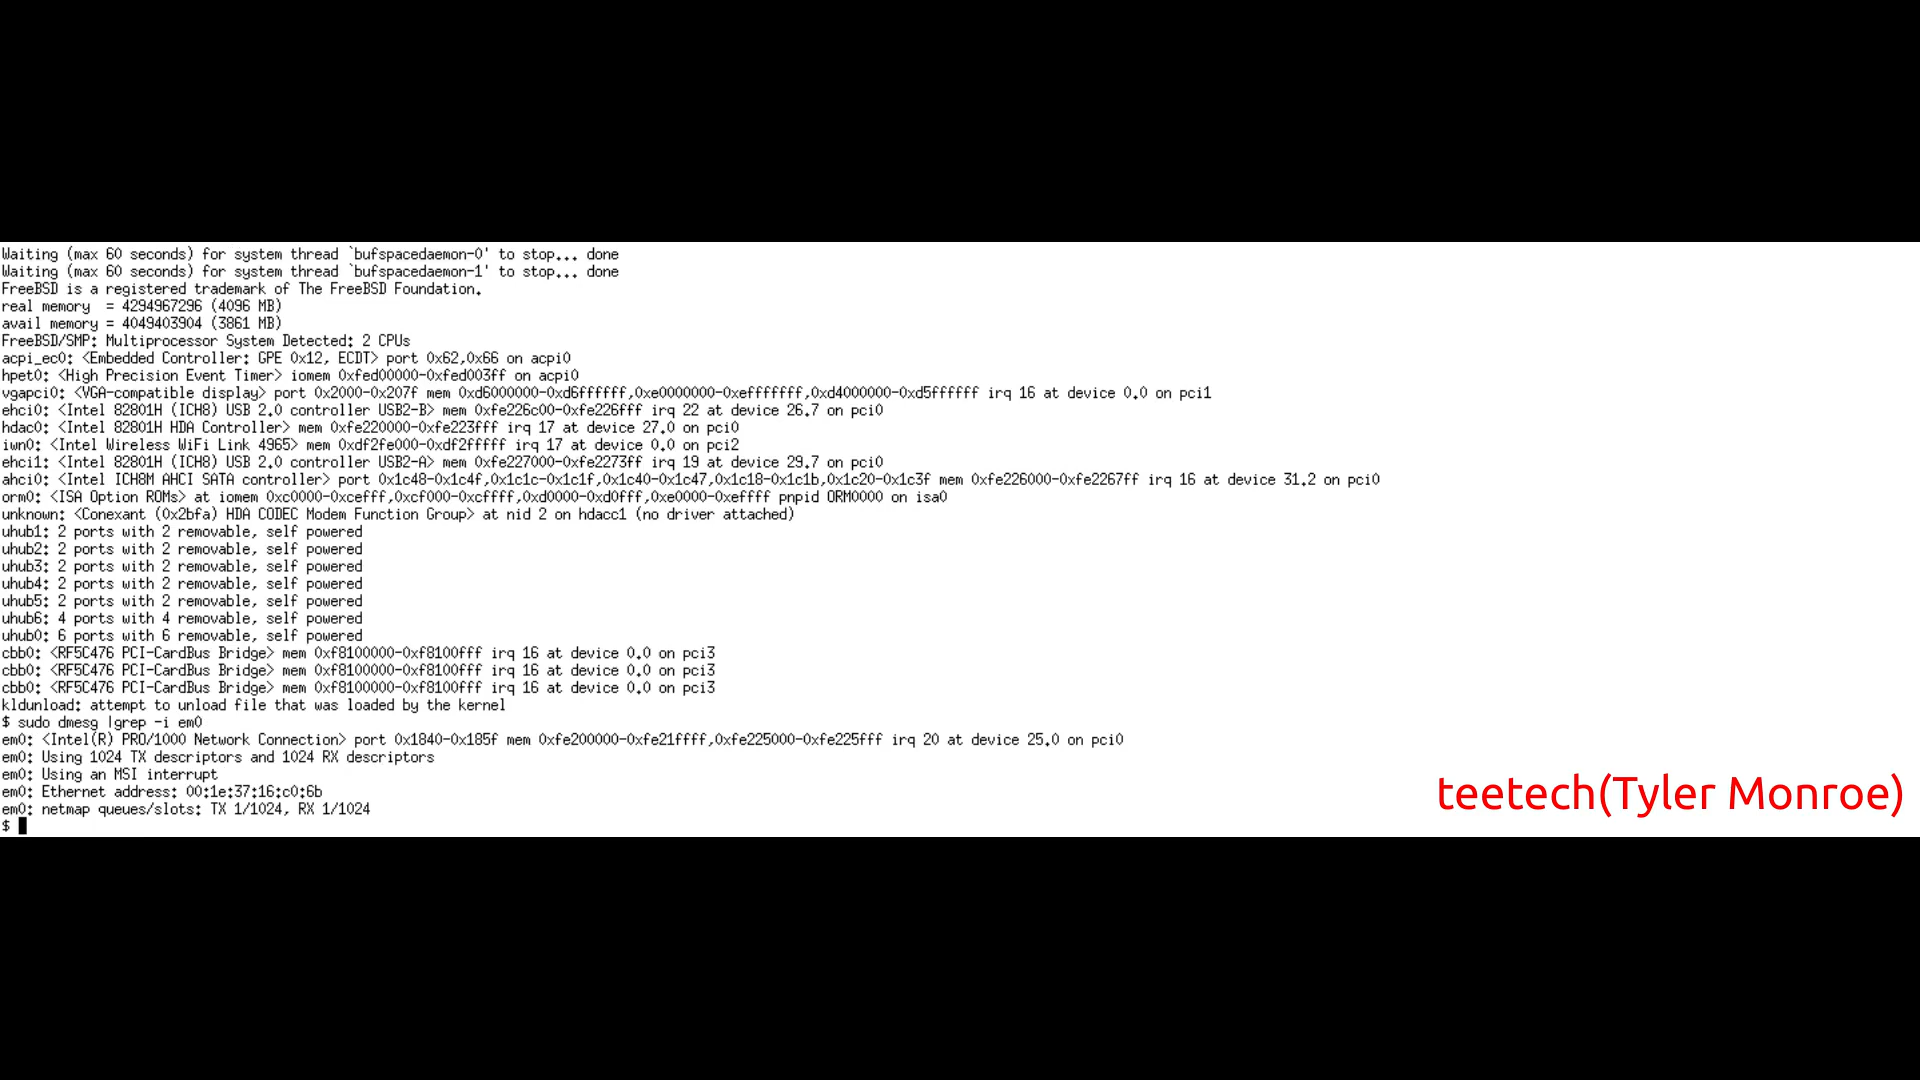 Waiting (max 60 seconds) for system thread `bufspacedaemon-0' to stop... done
Waiting (max 60 seconds) for system thread `bufspacedaemon-1' to stop... done
FreeBSD is a registered trademark of The FreeBSD Foundation.
real memory  = 4294967296 (4096 MB)
avail memory = 4049403904 (3861 MB)
FreeBSD/SMP: Multiprocessor System Detected: 2 CPUs
acpi_ec0: <Embedded Controller: GPE 0x12, ECDT> port 0x62,0x66 on acpi0
hpet0: <High Precision Event Timer> iomem 0xfed00000-0xfed003ff on acpi0
vgapci0: <VGA-compatible display> port 0x2000-0x207f mem 0xd6000000-0xd6ffffff,0xe0000000-0xefffffff,0xd4000000-0xd5ffffff irq 16 at device 0.0 on pci1
ehci0: <Intel 82801H (ICH8) USB 2.0 controller USB2-B> mem 0xfe226c00-0xfe226fff irq 22 at device 26.7 on pci0
hdac0: <Intel 82801H HDA Controller> mem 0xfe220000-0xfe223fff irq 17 at device 27.0 on pci0
iwn0: <Intel Wireless WiFi Link 4965> mem 0xdf2fe000-0xdf2fffff irq 17 at device 0.0 on pci2
ehci1: <Intel 82801H (ICH8) USB 2.0 controller USB2-A> mem 0xfe227000-0xfe2273ff irq 19 at device 29.7 on pci0
ahci0: <Intel ICH8M AHCI SATA controller> port 0x1c48-0x1c4f,0x1c1c-0x1c1f,0x1c40-0x1c47,0x1c18-0x1c1b,0x1c20-0x1c3f mem 0xfe226000-0xfe2267ff irq 16 at device 31.2 on pci0
orm0: <ISA Option ROMs> at iomem 0xc0000-0xcefff,0xcf000-0xcffff,0xd0000-0xd0fff,0xe0000-0xeffff pnpid ORM0000 on isa0
unknown: <Conexant (0x2bfa) HDA CODEC Modem Function Group> at nid 2 on hdacc1 (no driver attached)
uhub1: 2 ports with 2 removable, self powered
uhub2: 2 ports with 2 removable, self powered
uhub3: 2 ports with 2 removable, self powered
uhub4: 2 ports with 2 removable, self powered
uhub5: 2 ports with 2 removable, self powered
uhub6: 4 ports with 4 removable, self powered
uhub0: 6 ports with 6 removable, self powered
cbb0: <RF5C476 PCI-CardBus Bridge> mem 0xf8100000-0xf8100fff irq 16 at device 0.0 on pci3
cbb0: <RF5C476 PCI-CardBus Bridge> mem 0xf8100000-0xf8100fff irq 16 at device 0.0 on pci3
cbb0: <RF5C476 PCI-CardBus Bridge> mem 0xf8100000-0xf8100fff irq 16 at device 0.0 on pci3
kldunload: attempt to unload file that was loaded by the kernel
$ sudo dmesg |grep -i em0
em0: <Intel(R) PRO/1000 Network Connection> port 0x1840-0x185f mem 0xfe200000-0xfe21ffff,0xfe225000-0xfe225fff irq 20 at device 25.0 on pci0
em0: Using 1024 TX descriptors and 1024 RX descriptors
em0: Using an MSI interrupt
em0: Ethernet address: 00:1e:37:16:c0:6b
em0: netmap queues/slots: TX 1/1024, RX 1/1024
$
teetech(Tyler Monroe)